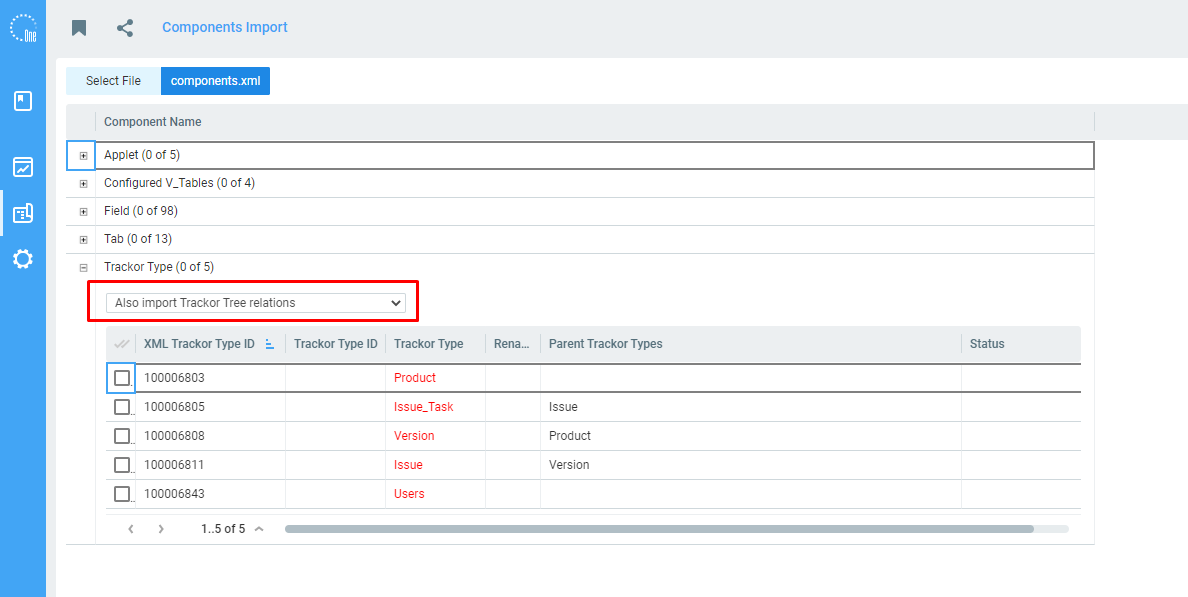 One
Components Import
Select File components.xml
Component Name
Applet (0 of 5)
Configured V_Tables (0 of 4)
Field (0 of 98)
Tab (0 of 13)
Trackor Type (0 of 5)
Also import Trackor Tree relations
XML Trackor Type ID Trackor Type ID Trackor Type Rena... Parent Trackor Types Status
100006803 Product
100006805 Issue_Task Issue
100006808 Version Product
100006811 Issue Version
100006843 Users
1..5 of 5